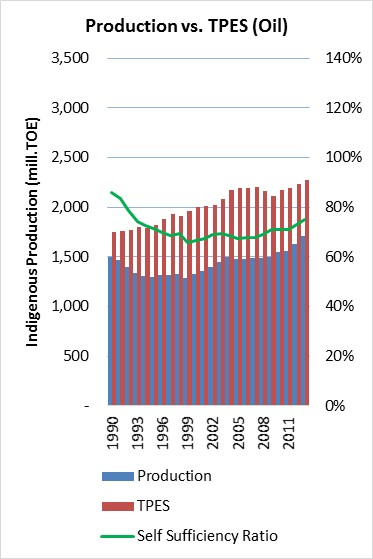 Production vs. TPES (Oil)
3,500 140%
3,000 120%
2,500 100%
2,000 80%
1,500 60%
1,000 40%
500 20%
- 0%
Indigenous Production (mill.TOE)
1990 1993 1996 1999 2002 2005 2008 2011
Production
TPES
Self Sufficiency Ratio